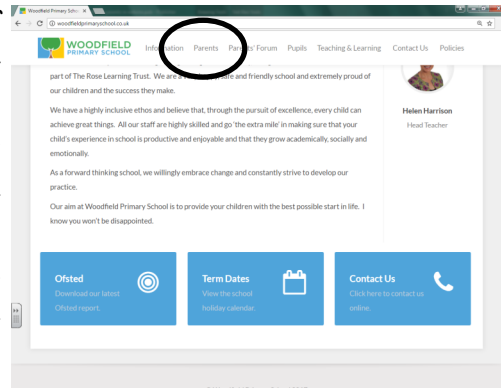 Woodfield Primary Schoo
woodfieldprimaryschool.co.uk
WOODFIELD
PRIMARY SCHOOL
Information Parents Parents' Forum Pupils Teaching & Learning Contact Us Policies
part of The Rose Learning Trust. We are a safe and friendly school and extremely proud of
our children and the success they make.
We have a highly inclusive ethos and believe that, through the pursuit of excellence, every child can
achieve great things. All our staff are highly skilled and go 'the extra mile' in making sure that your
child's experience in school is productive and enjoyable and that they grow academically, socially and
emotionally.
As a forward thinking school, we willingly embrace change and constantly strive to develop our
practice.
Our aim at Woodfield Primary School is to provide your children with the best possible start in life. I
know you won't be disappointed.
Helen Harrison
Head Teacher
Ofsted
Download our latest
Ofsted report.
Term Dates
View the school
holiday calendar.
Contact Us
Click here to contact us
online.